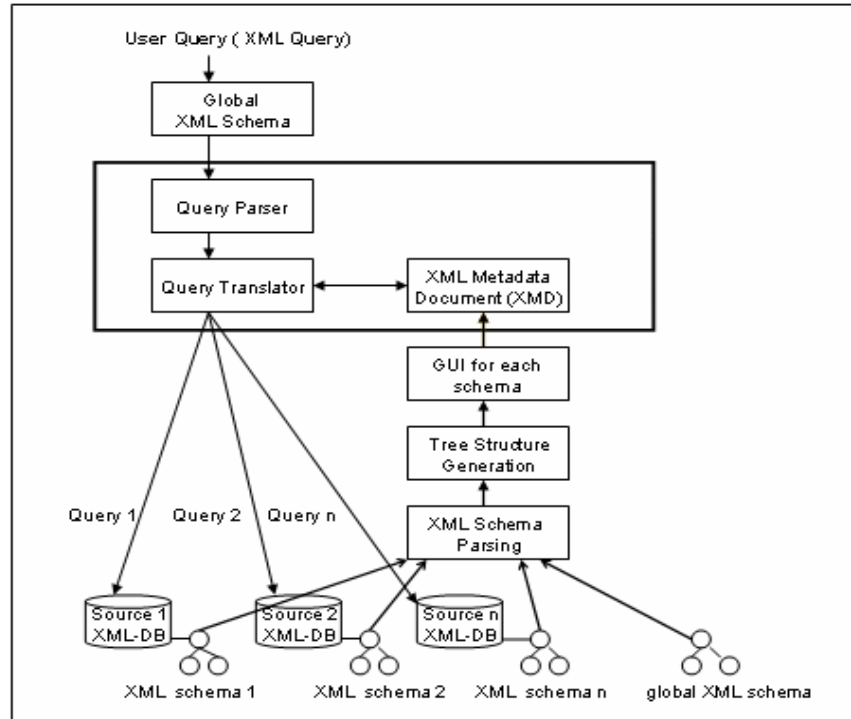 User Query ( XML Query)
Global
XML Schema
Query Parser
Query Translator
XML Metadata
Document (XMD)
GUI for each
schema
Tree Structure
Generation
XML Schema
Parsing
Query 1
Query 2
Query n
Source 1
XML-DB
Source 2
XML-DB
Source n
XML-DB
XML schema 1
XML schema 2
XML schema n
global XML schema